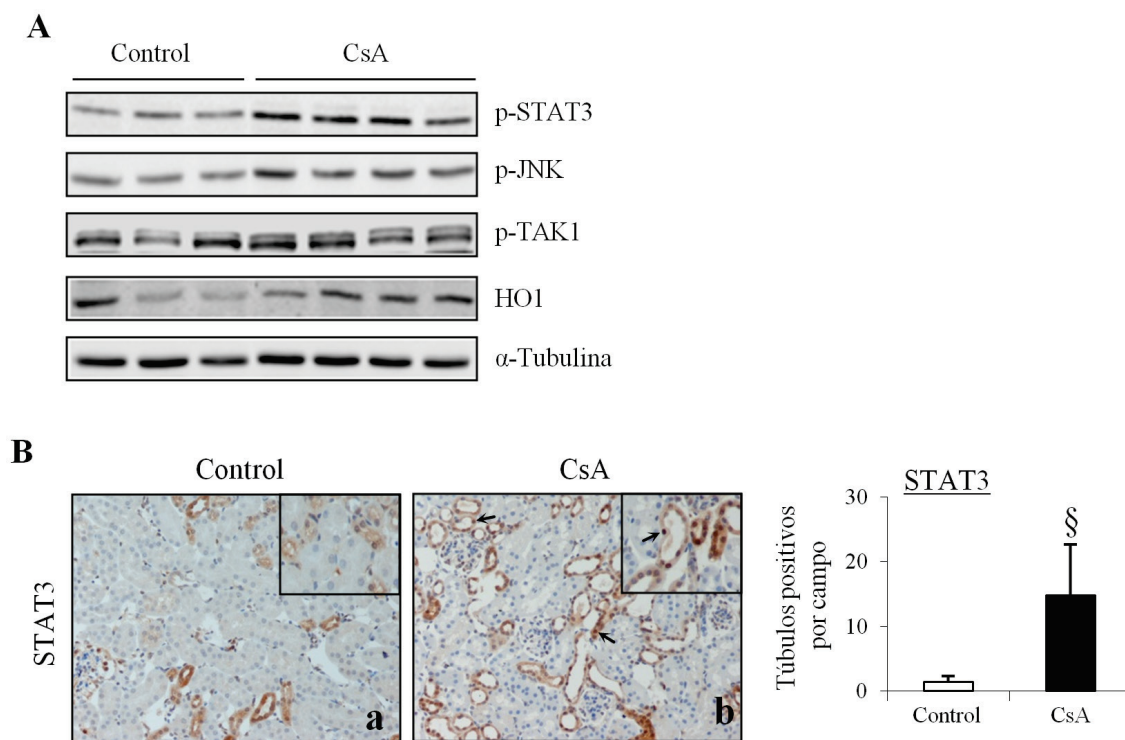 A
Control CsA
p-STAT3
p-JNK
p-TAK1
HO1
α-Tubulina
B
Control CsA
STAT3
a
b
STAT3
Túbulos positivos
por campo
30
20
10
0
§
Control CsA